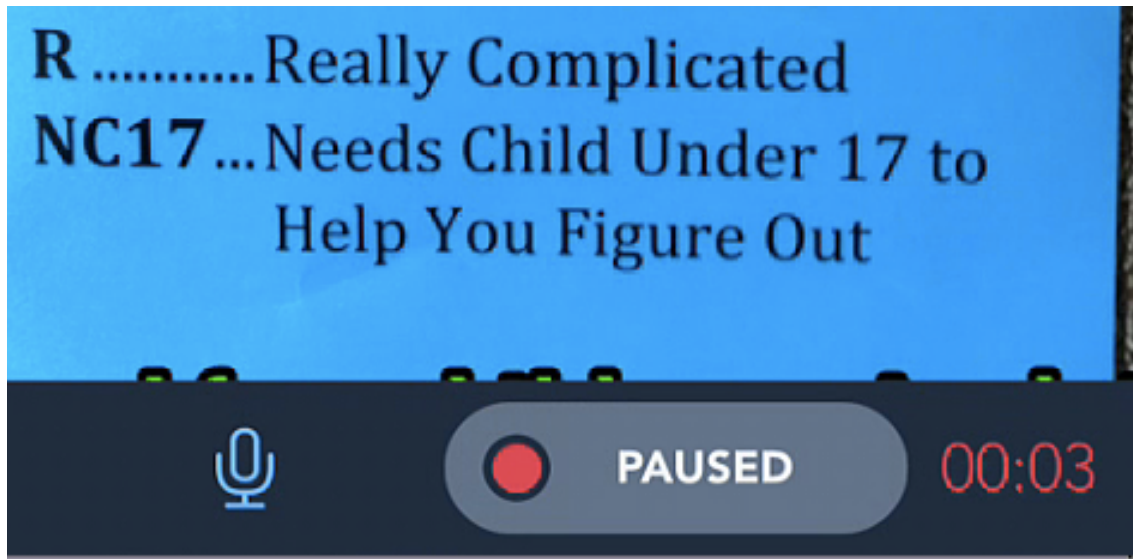 R ........... Really Complicated
NC17 ... Needs Child Under 17 to
Help You Figure Out
PAUSED 00:03